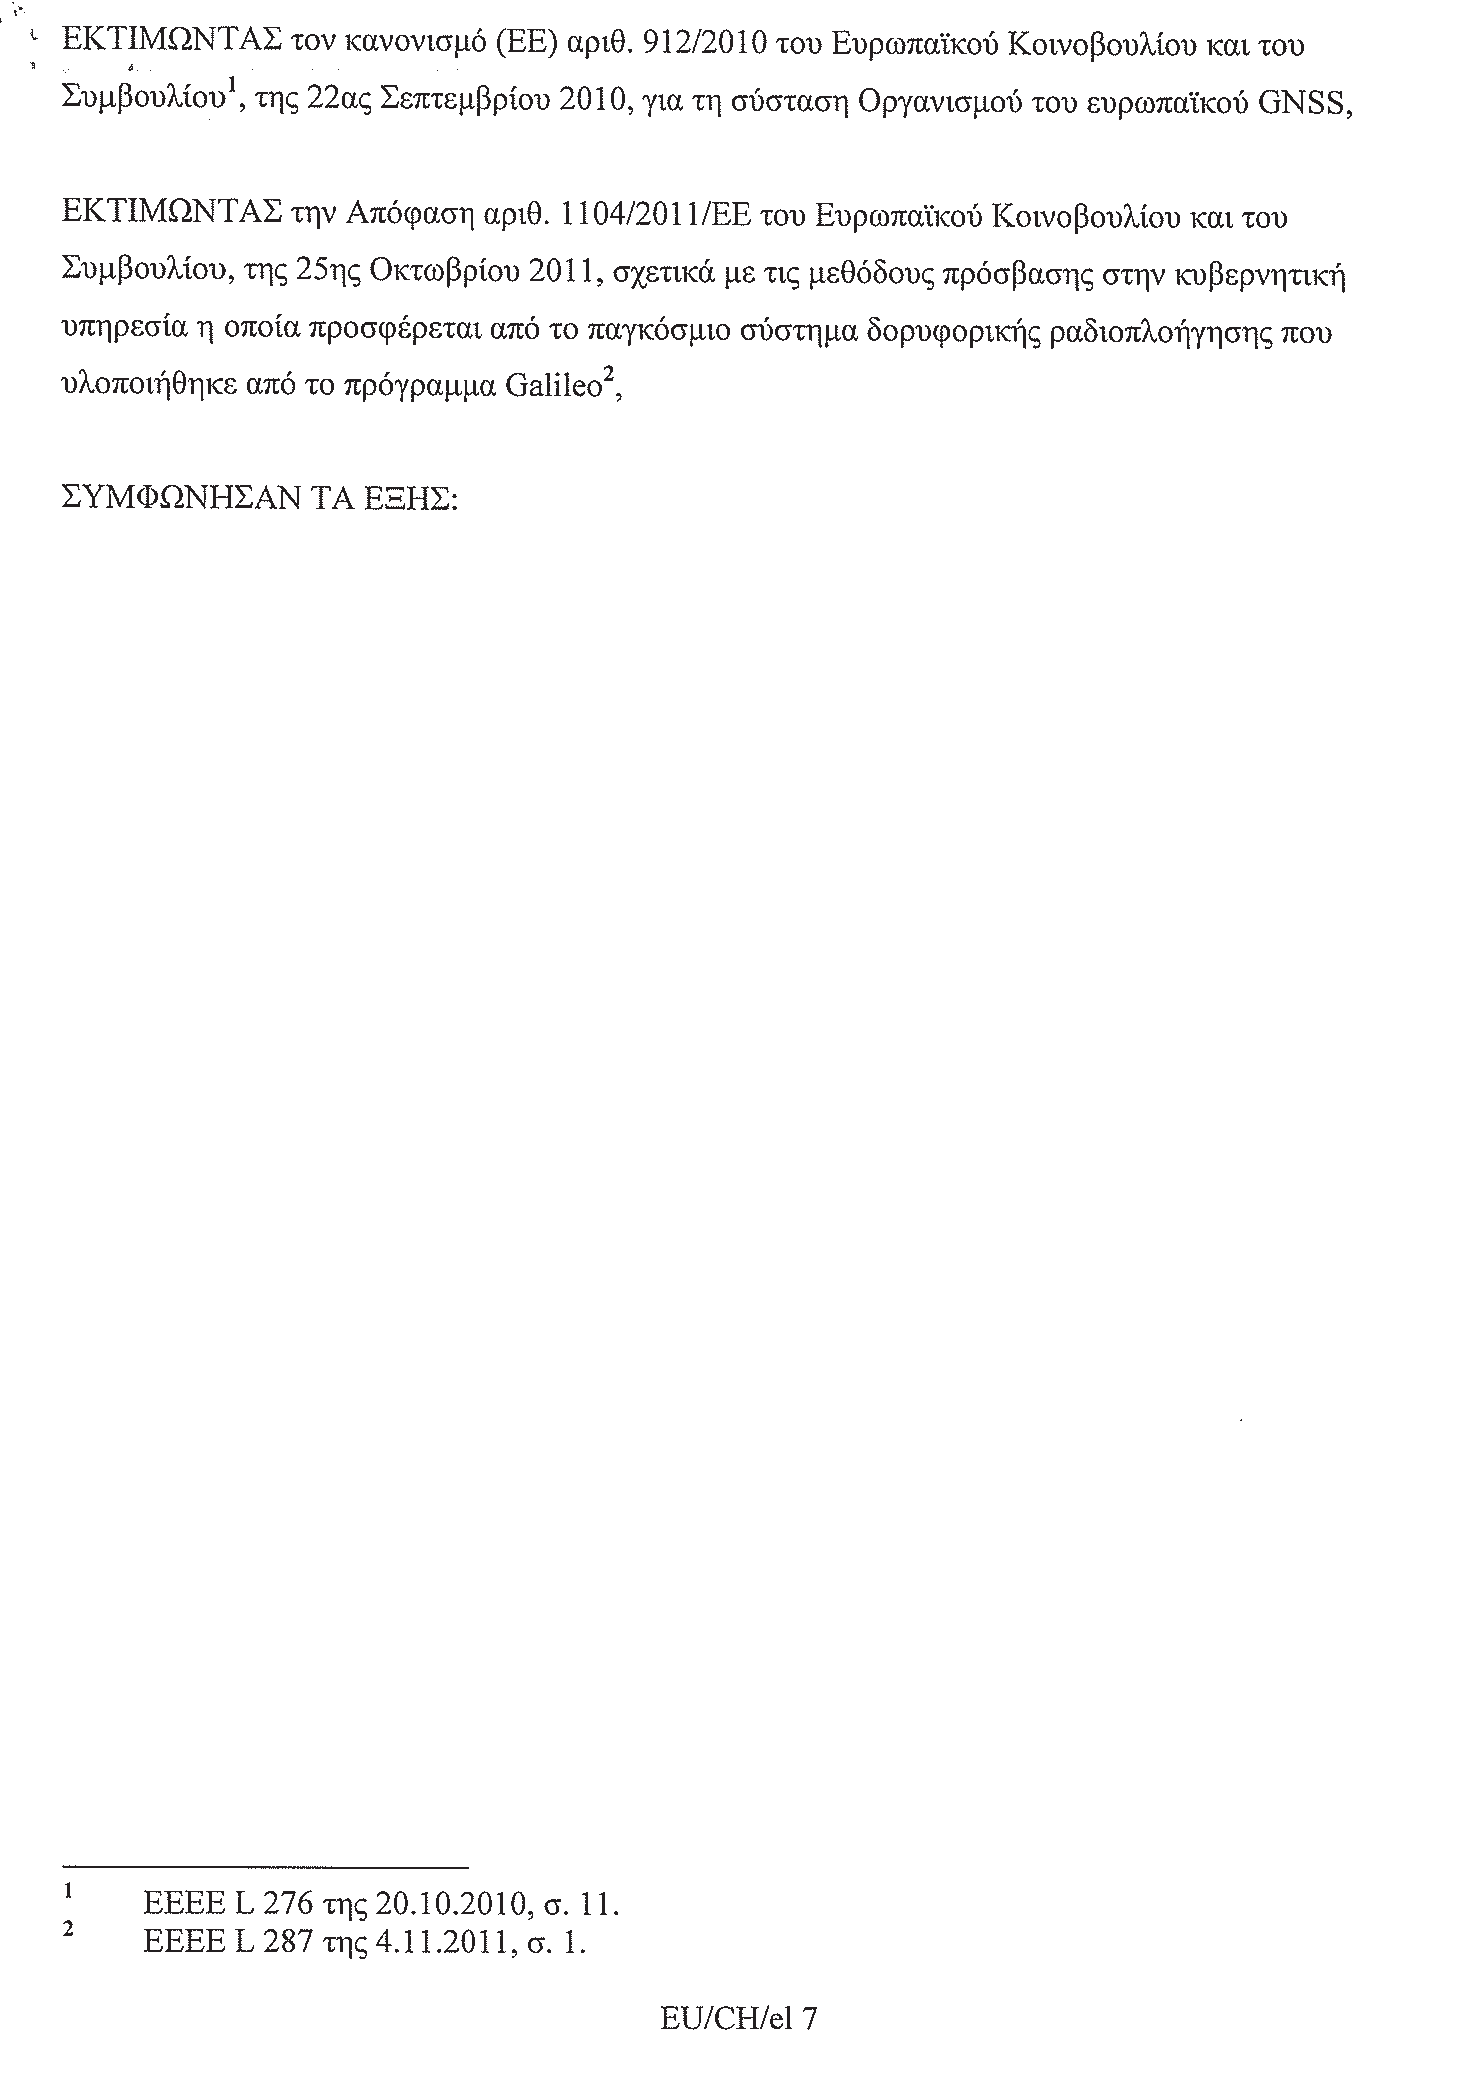 ΕΚΤΙΜΩΝΤΑΣ τον κανονισμό (ΕΕ) αριθ. 912/2010 του Ευρωπαϊκού Κοινοβουλίου και του
Συμβουλίου¹, της 22ας Σεπτεμβρίου 2010, για τη σύσταση Οργανισμού του ευρωπαϊκού GNSS,
ΕΚΤΙΜΩΝΤΑΣ την Απόφαση αριθ. 1104/2011/ΕΕ του Ευρωπαϊκού Κοινοβουλίου και του
Συμβουλίου, της 25ης Οκτωβρίου 2011, σχετικά με τις μεθόδους πρόσβασης στην κυβερνητική
υπηρεσία η οποία προσφέρεται από το παγκόσμιο σύστημα δορυφορικής ραδιοπλοήγησης που
υλοποιήθηκε από το πρόγραμμα Galileo²,
ΣΥΜΦΩΝΗΣΑΝ ΤΑ ΕΞΗΣ:
¹ ΕΕΕΕ L 276 της 20.10.2010, σ. 11.
² ΕΕΕΕ L 287 της 4.11.2011, σ. 1.
EU/CH/el 7